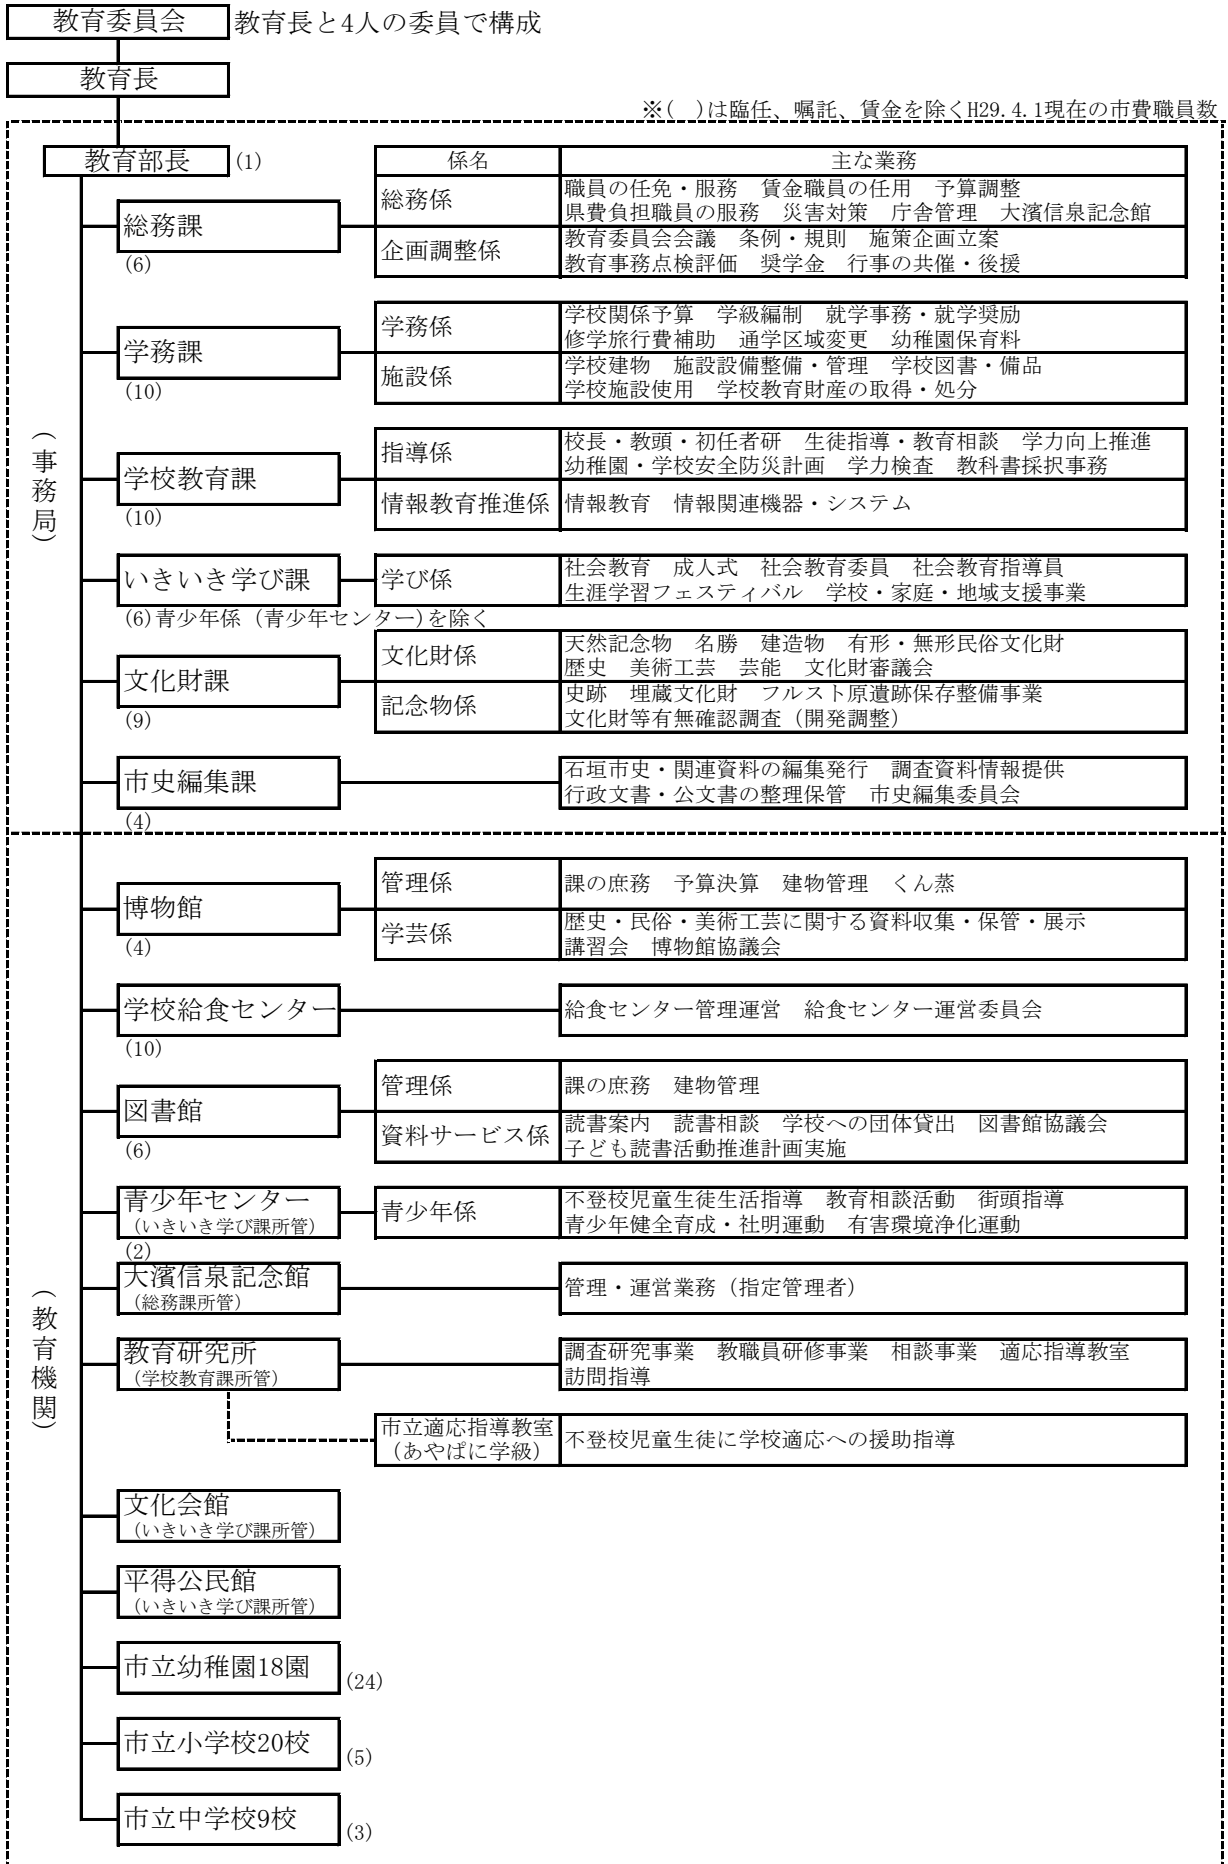 教育委員会 教育長と4人の委員で構成
教育長
※(　)は臨任、嘱託、賃金を除くH29.4.1現在の市費職員数
教育部長 (1)
係名 主な業務
(事務局)
総務課
(6)
総務係
職員の任免・服務　賃金職員の任用　予算調整
県費負担職員の服務　災害対策　庁舎管理　大濱信泉記念館
企画調整係
教育委員会会議　条例・規則　施策企画立案
教育事務点検評価　奨学金　行事の共催・後援
学務課
(10)
学務係
学校関係予算　学級編制　就学事務・就学奨励
修学旅行費補助　通学区域変更　幼稚園保育料
施設係
学校建物　施設設備整備・管理　学校図書・備品
学校施設使用　学校教育財産の取得・処分
学校教育課
(10)
指導係
校長・教頭・初任者研　生徒指導・教育相談　学力向上推進
幼稚園・学校安全防災計画　学力検査　教科書採択事務
情報教育推進係
情報教育　情報関連機器・システム
いきいき学び課
(6)青少年係（青少年センター)を除く
学び係
社会教育　成人式　社会教育委員　社会教育指導員
生涯学習フェスティバル　学校・家庭・地域支援事業
文化財課
(9)
文化財係
天然記念物　名勝　建造物　有形・無形民俗文化財
歴史　美術工芸　芸能　文化財審議会
記念物係
史跡　埋蔵文化財　フルスト原遺跡保存整備事業
文化財等有無確認調査（開発調整）
市史編集課
(4)
石垣市史・関連資料の編集発行　調査資料情報提供
行政文書・公文書の整理保管　市史編集委員会
(教育機関)
博物館
(4)
管理係
課の庶務　予算決算　建物管理　くん蒸
学芸係
歴史・民俗・美術工芸に関する資料収集・保管・展示
講習会　博物館協議会
学校給食センター
(10)
給食センター管理運営　給食センター運営委員会
図書館
(6)
管理係
課の庶務　建物管理
資料サービス係
読書案内　読書相談　学校への団体貸出　図書館協議会
子ども読書活動推進計画実施
青少年センター
(いきいき学び課所管)
(2)
青少年係
不登校児童生徒生活指導　教育相談活動　街頭指導
青少年健全育成・社明運動　有害環境浄化運動
大濱信泉記念館
(総務課所管)
管理・運営業務（指定管理者）
教育研究所
(学校教育課所管)
調査研究事業　教職員研修事業　相談事業　適応指導教室
訪問指導
市立適応指導教室
(あやぱに学級)
不登校児童生徒に学校適応への援助指導
文化会館
(いきいき学び課所管)
平得公民館
(いきいき学び課所管)
市立幼稚園18園 (24)
市立小学校20校 (5)
市立中学校9校 (3)